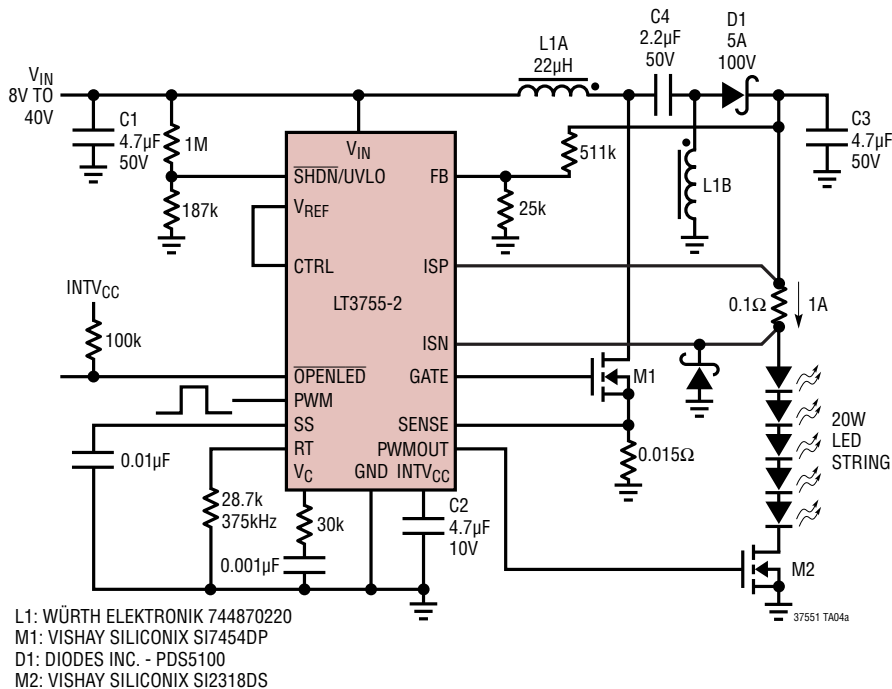 L1A
22µH
C4
2.2µF
50V
D1
5A
100V
VIN
8V TO
40V
C1
4.7µF
50V
1M
187k
VIN
SHDN/UVLO
VREF
CTRL
LT3755-2
OPENLED
PWM
SS
RT
VC
GND
INTVCC
PWMOUT
SENSE
GATE
ISN
ISP
FB
511k
25k
L1B
C3
4.7µF
50V
0.1Ω
1A
INTVCC
100k
M1
0.015Ω
20W
LED
STRING
M2
0.01µF
28.7k
375kHz
30k
0.001µF
C2
4.7µF
10V
37551 TA04a
L1: WÜRTH ELEKTRONIK 744870220
M1: VISHAY SILICONIX SI7454DP
D1: DIODES INC. - PDS5100
M2: VISHAY SILICONIX SI2318DS